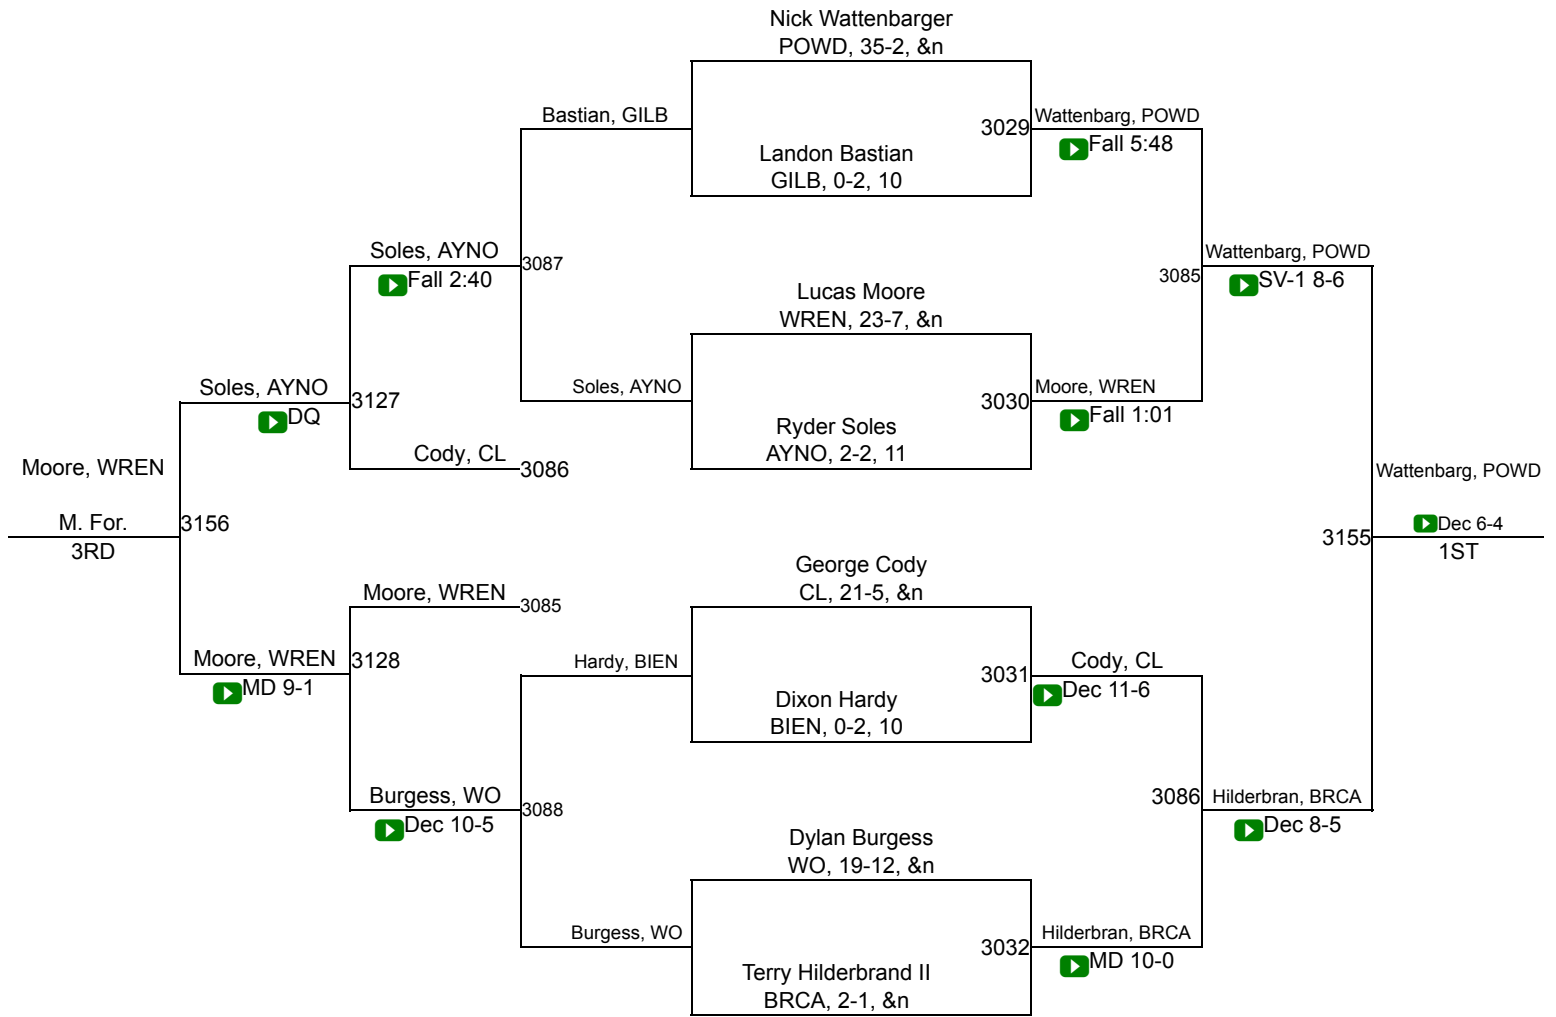 Nick Wattenbarger
POWD, 35-2, &n
Bastian, GILB
3029
Wattenbarg, POWD
Fall 5:48
Landon Bastian
GILB, 0-2, 10
Soles, AYNO
3087
Fall 2:40
Wattenbarg, POWD
3085
SV-1 8-6
Lucas Moore
WREN, 23-7, &n
Soles, AYNO
3127
DQ
Soles, AYNO
3030
Moore, WREN
Fall 1:01
Ryder Soles
AYNO, 2-2, 11
Cody, CL
3086
Moore, WREN
M. For.
3RD
3156
Wattenbarg, POWD
3155
Dec 6-4
1ST
George Cody
CL, 21-5, &n
Moore, WREN
3085
Moore, WREN
3128
MD 9-1
Hardy, BIEN
3031
Cody, CL
Dec 11-6
Dixon Hardy
BIEN, 0-2, 10
Burgess, WO
3088
Dec 10-5
3086
Hilderbran, BRCA
Dec 8-5
Dylan Burgess
WO, 19-12, &n
Burgess, WO
3032
Hilderbran, BRCA
MD 10-0
Terry Hilderbrand II
BRCA, 2-1, &n